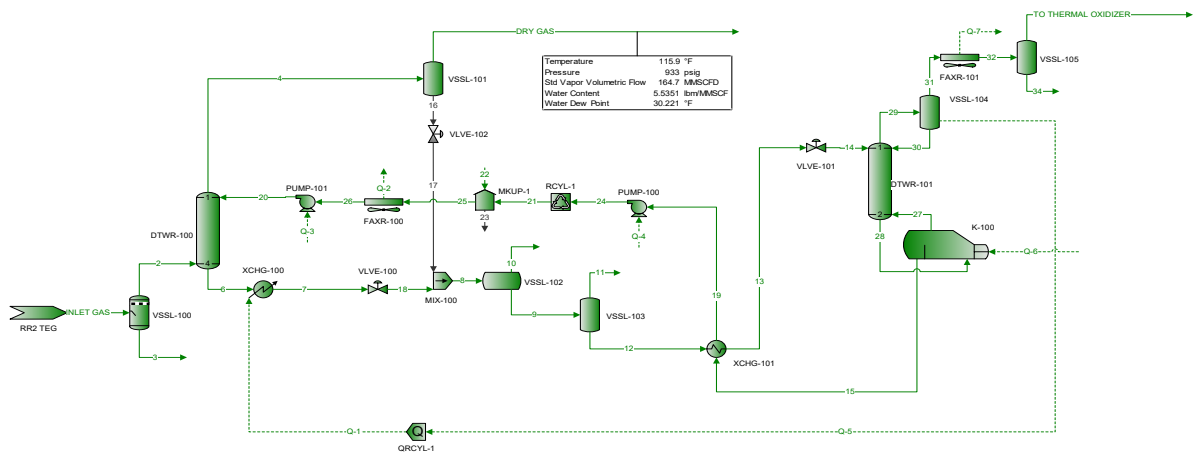 TO THERMAL OXIDIZER
Q-7
DRY GAS
32
VSSL-105
FAXR-101
Temperature 115.9 °F
Pressure 933 psig
Std Vapor Volumetric Flow 164.7 MMSCFD
Water Content 5.5351 lbm/MMSCF
Water Dew Point 30.221 °F
4
VSSL-101
31
34
VSSL-104
16
29
VLVE-102
30
14
1
VLVE-101
22
Q-2
MKUP-1
RCYL-1
PUMP-100
PUMP-101
17
DTWR-101
1
20
26
25
21
24
FAXR-100
23
2
27
K-100
DTWR-100
Q-3
Q-4
28
Q-6
4
2
10
11
13
XCHG-100
VLVE-100
8
VSSL-102
6
7
18
MIX-100
19
9
INLET GAS
VSSL-100
VSSL-103
RR2 TEG
12
3
XCHG-101
15
Q-1
Q
Q-5
QRCYL-1